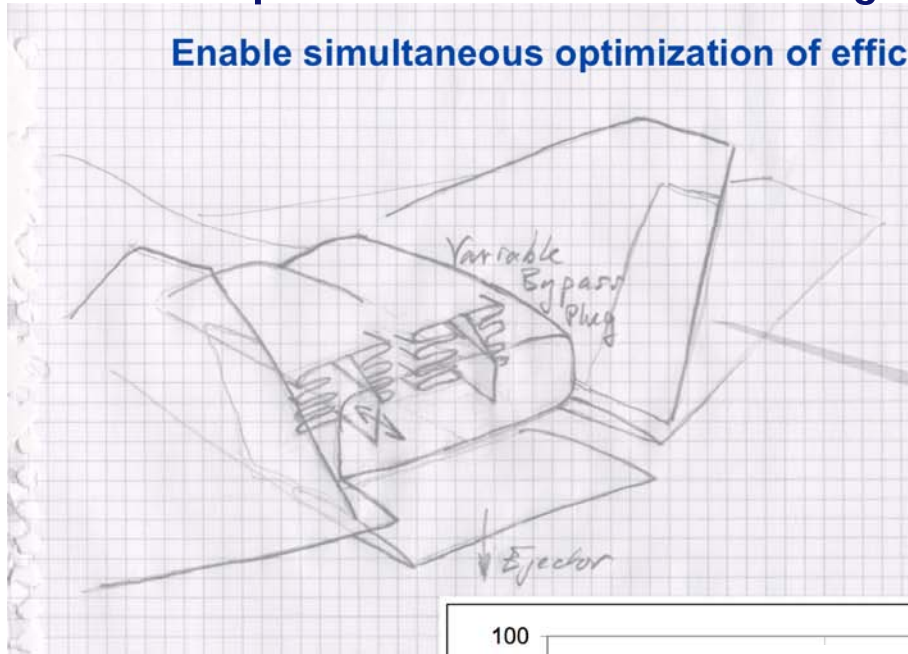 Enable simultaneous optimization of effic
Variable
Bypass
Plug
Ejector
100